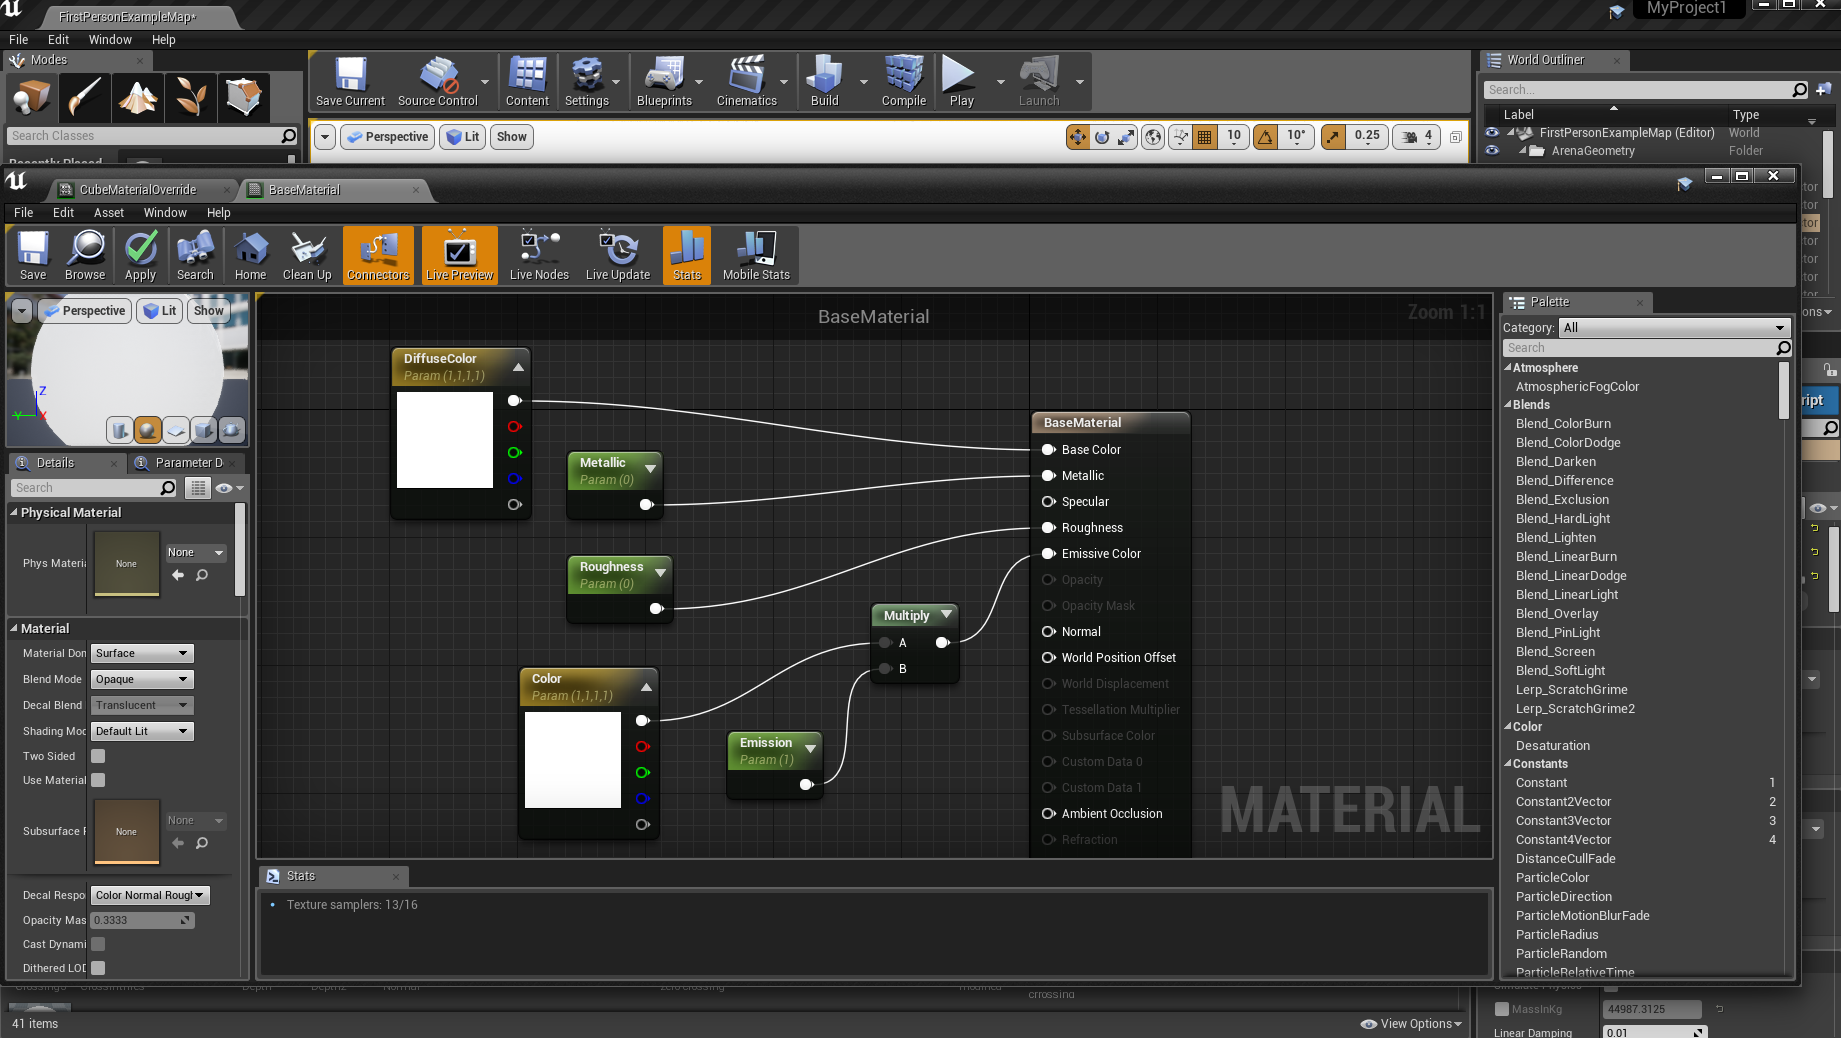 FirstPersonExampleMap*
MyProject1
File Edit Window Help
Modes
Save Current Source Control Content Settings Blueprints Cinematics Build Compile Play Launch
World Outliner
Search...
Label Type
Search Classes
Recently Placed
Perspective Lit Show
10 10° 0.25 4
FirstPersonExampleMap (Editor) World
ArenaGeometry Folder
CubeMaterialOverride BaseMaterial
File Edit Asset Window Help
Save Browse Apply Search Home Clean Up Connectors Live Preview Live Nodes Live Update Stats Mobile Stats
Perspective Lit Show
BaseMaterial
Zoom 1:1
Z
Y
X
Details Parameter D
Search
Physical Material
Phys Materi
None
None
Material
Material Don Surface
Blend Mode Opaque
Decal Blend Translucent
Shading Moc Default Lit
Two Sided
Use Material
Subsurface P
None
None
Decal Respo Color Normal Rough
Opacity Mas 0.3333
Cast Dynami
Dithered LOD
DiffuseColor
Param (1,1,1,1)
Metallic
Param (0)
Roughness
Param (0)
Color
Param (1,1,1,1)
Emission
Param (1)
Multiply
A
B
BaseMaterial
Base Color
Metallic
Specular
Roughness
Emissive Color
Opacity
Opacity Mask
Normal
World Position Offset
World Displacement
Tessellation Multiplier
Subsurface Color
Custom Data 0
Custom Data 1
Ambient Occlusion
Refraction
MATERIAL
Stats
Texture samplers: 13/16
Palette
Category: All
Search
Atmosphere
AtmosphericFogColor
Blends
Blend_ColorBurn
Blend_ColorDodge
Blend_Darken
Blend_Difference
Blend_Exclusion
Blend_HardLight
Blend_Lighten
Blend_LinearBurn
Blend_LinearDodge
Blend_LinearLight
Blend_Overlay
Blend_PinLight
Blend_Screen
Blend_SoftLight
Lerp_ScratchGrime
Lerp_ScratchGrime2
Color
Desaturation
Constants
Constant 1
Constant2Vector 2
Constant3Vector 3
Constant4Vector 4
DistanceCullFade
ParticleColor
ParticleDirection
ParticleMotionBlurFade
ParticleRadius
ParticleRandom
ParticleRelativeTime
ctor
ctor
ctor
ctor
ctor
ctor
ons
ript
41 items
View Options
MassInKg 44987.3125
Linear Damping 0.01